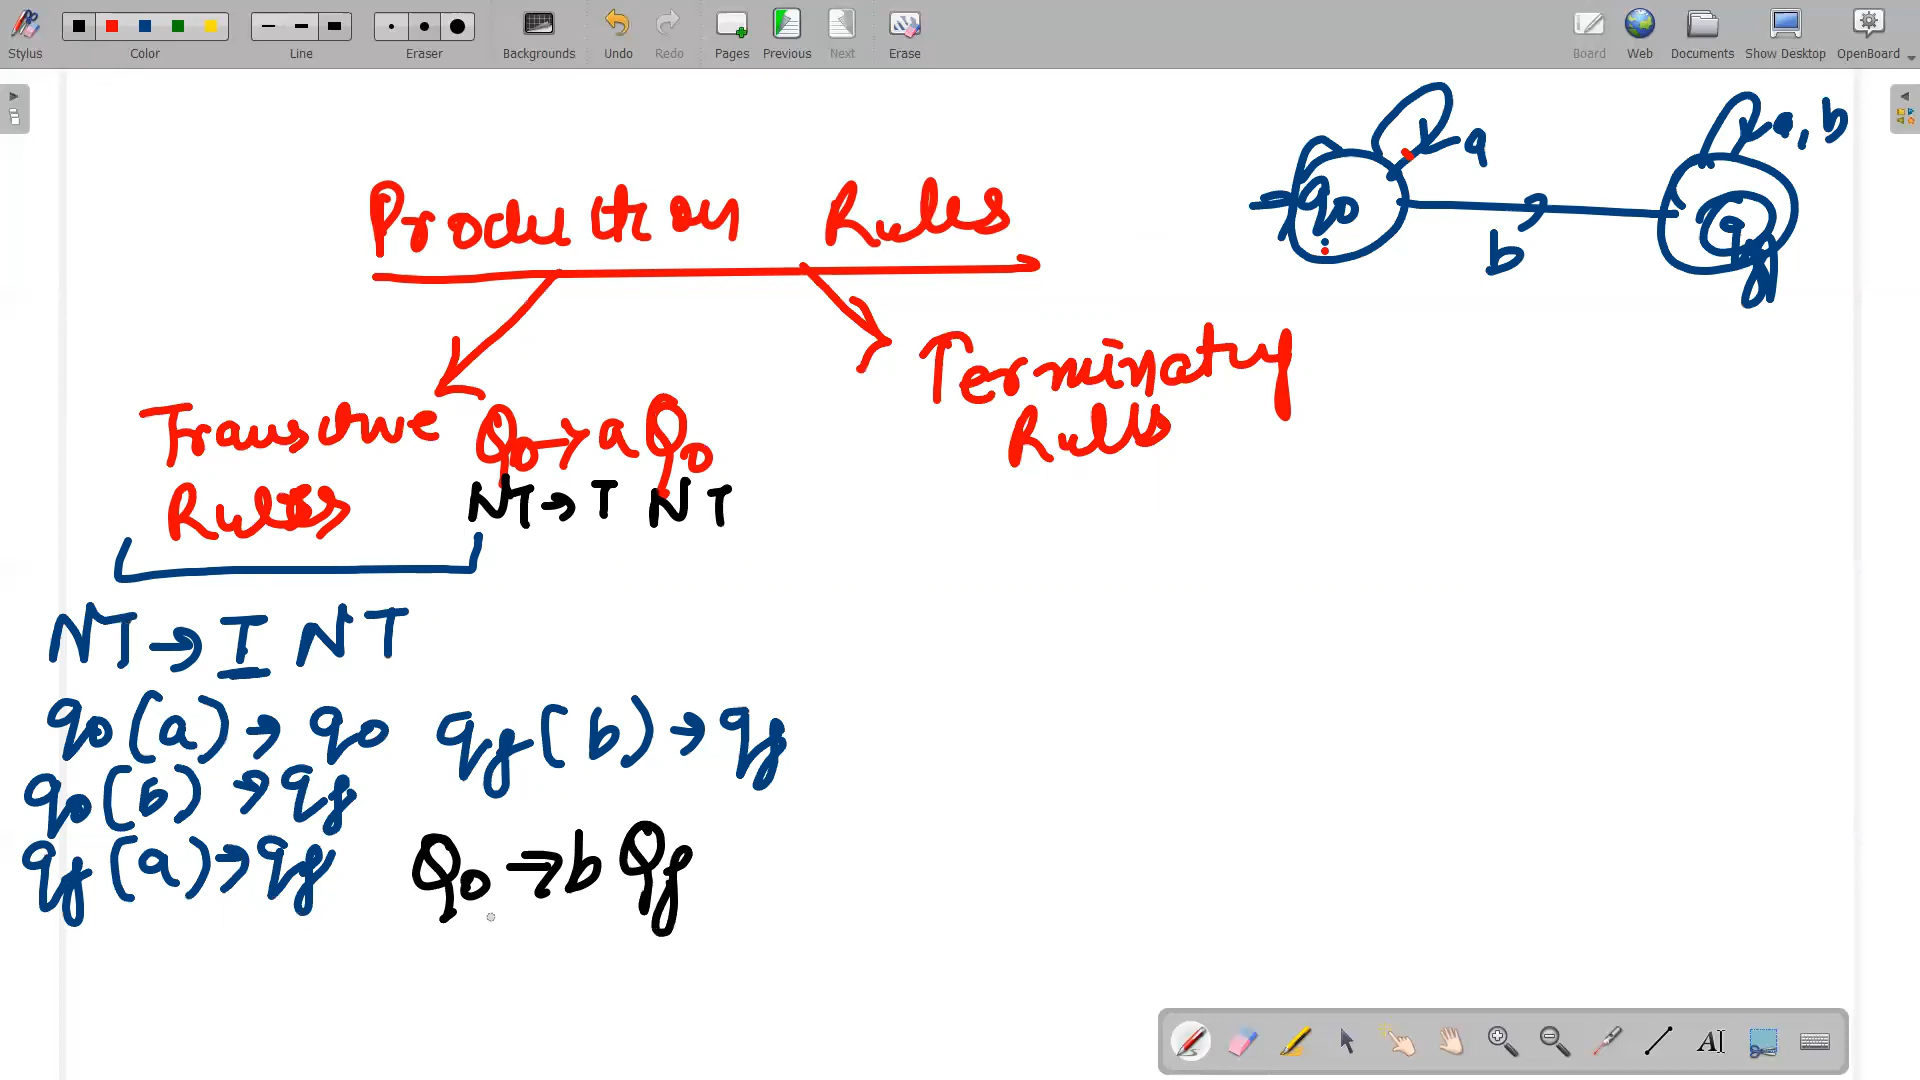 Stylus
Color
Line
Eraser
Backgrounds
Undo
Redo
Pages
Previous
Next
Erase
Board
Web
Documents
Show Desktop
OpenBoard
a
a, b
q0
b
qf
Production Rules
Transitive
Rules
Q0 → a Q0
NT → T NT
Terminatory
Rules
NT → T NT
q0 (a) → q0 qf (b) → qf
q0 (b) → qf
qf (a) → qf
Q0 → b Qf